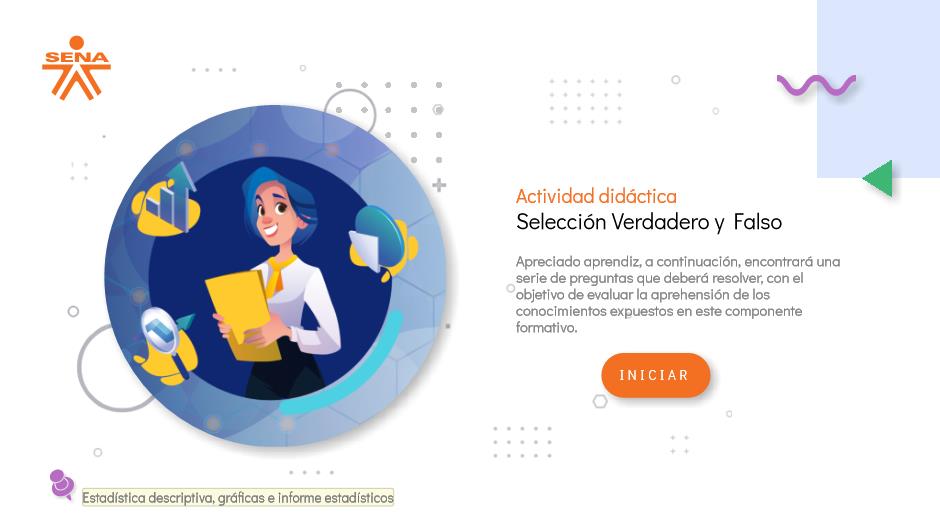 SENA
Actividad didáctica
Selección Verdadero y Falso
Apreciado aprendiz, a continuación, encontrará una
serie de preguntas que deberá resolver, con el
objetivo de evaluar la aprehensión de los
conocimientos expuestos en este componente
formativo.
INICIAR
Estadística descriptiva, gráficas e informe estadísticos